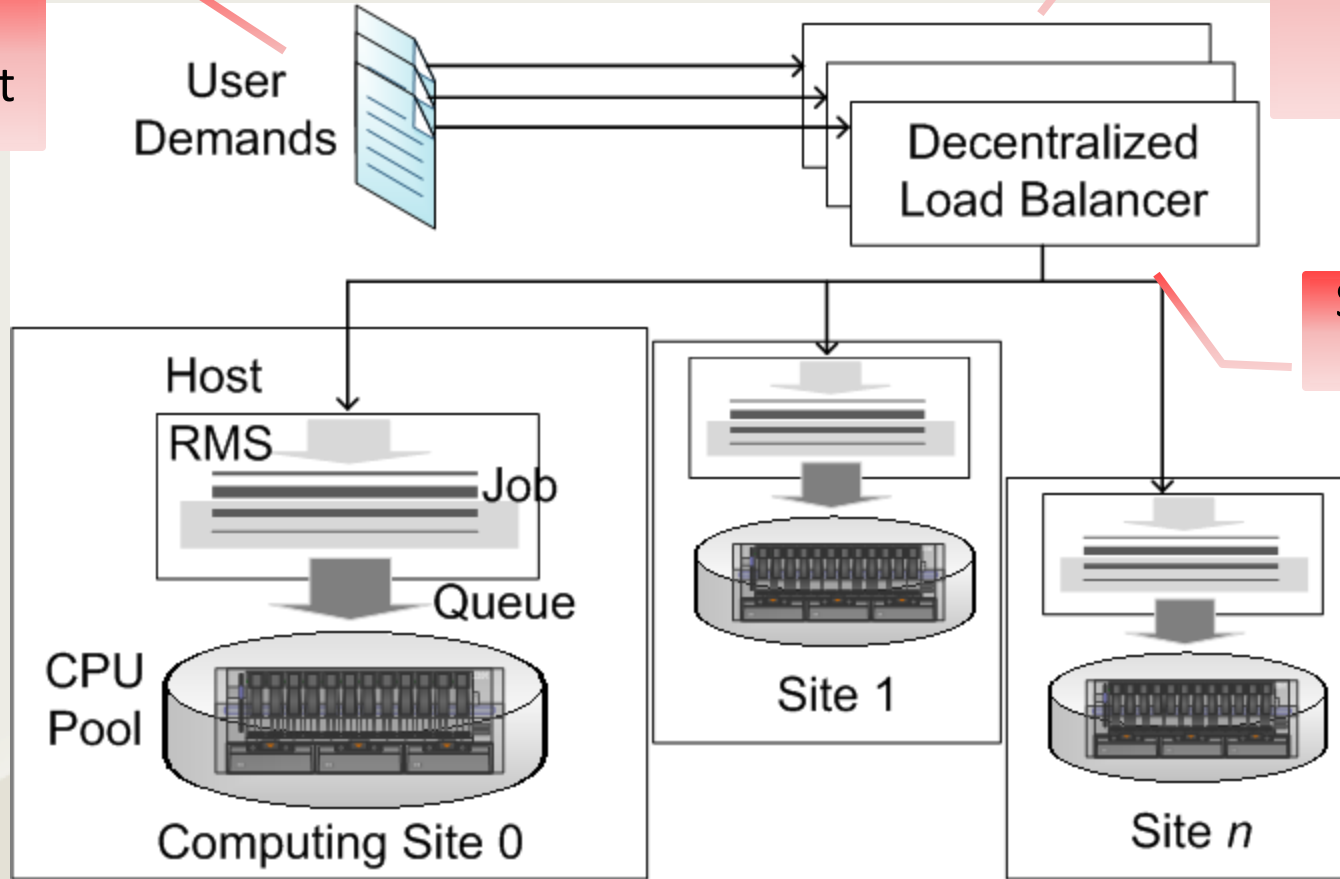 t
User
Demands
Decentralized
Load Balancer
Host
RMS
Job
Queue
CPU
Pool
Computing Site 0
Site 1
Site n